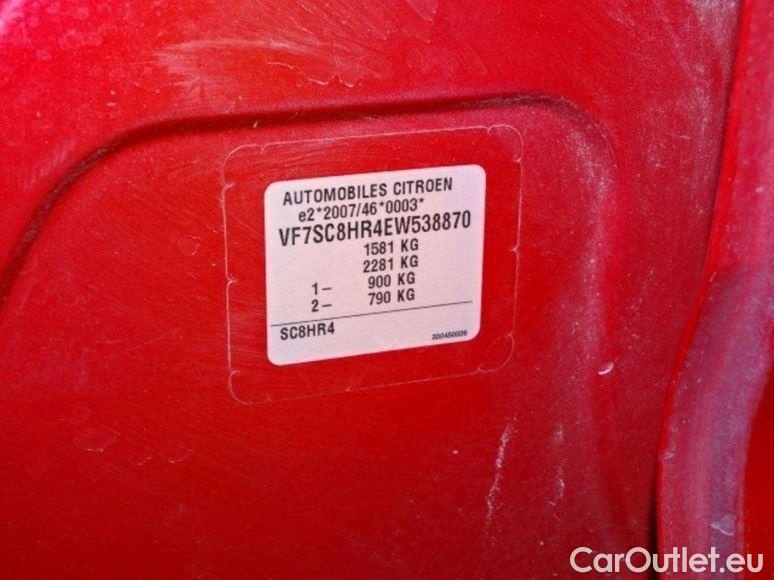 AUTOMOBILES CITROEN
e2*2007/46*0003*
VF7SC8HR4EW538870
1581 KG
2281 KG
1– 900 KG
2– 790 KG
SC8HR4
CarOutlet.eu